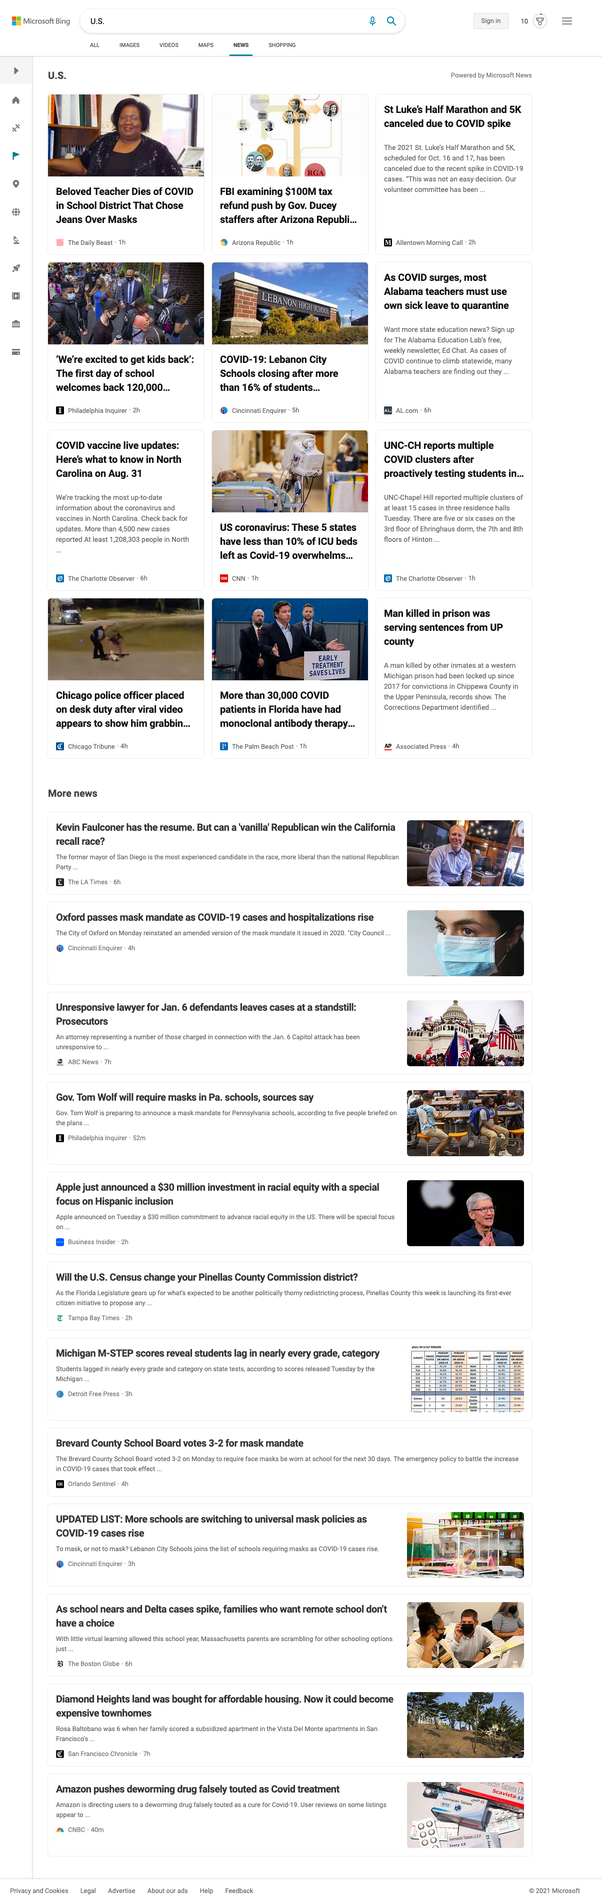 Microsoft Bing
U.S.
Sign in
10
ALL
IMAGES
VIDEOS
MAPS
NEWS
SHOPPING
U.S.
Powered by Microsoft News
Beloved Teacher Dies of COVID
in School District That Chose
Jeans Over Masks
The Daily Beast · 1h
$100M
RGA
FBI examining $100M tax
refund push by Gov. Ducey
staffers after Arizona Republi...
Arizona Republic · 1h
St Luke's Half Marathon and 5K
canceled due to COVID spike
The 2021 St. Luke's Half Marathon and 5K,
scheduled for Oct. 16 and 17, has been
canceled due to the recent spike in COVID-19
cases. "This was not an easy decision. Our
volunteer committee has been ...
Allentown Morning Call · 2h
'We're excited to get kids back':
The first day of school
welcomes back 120,000...
Philadelphia Inquirer · 2h
LEBANON HIGH SCHOOL
COVID-19: Lebanon City
Schools closing after more
than 16% of students...
Cincinnati Enquirer · 5h
As COVID surges, most
Alabama teachers must use
own sick leave to quarantine
Want more state education news? Sign up
for The Alabama Education Lab's free,
weekly newsletter, Ed Chat. As cases of
COVID continue to climb statewide, many
Alabama teachers are finding out they ...
AL.com · 6h
COVID vaccine live updates:
Here's what to know in North
Carolina on Aug. 31
We're tracking the most up-to-date
information about the coronavirus and
vaccines in North Carolina. Check back for
updates. More than 4,500 new cases
reported At least 1,208,303 people in North
...
The Charlotte Observer · 6h
US coronavirus: These 5 states
have less than 10% of ICU beds
left as Covid-19 overwhelms...
CNN · 1h
UNC-CH reports multiple
COVID clusters after
proactively testing students in...
UNC-Chapel Hill reported multiple clusters of
at least 15 cases in three residence halls
Tuesday. There are five or six cases on the
3rd floor of Ehringhaus dorm, the 7th and 8th
floors of Hinton ...
The Charlotte Observer · 1h
Chicago police officer placed
on desk duty after viral video
appears to show him grabbin...
Chicago Tribune · 4h
EARLY
TREATMENT
SAVES LIVES
More than 30,000 COVID
patients in Florida have had
monoclonal antibody therapy...
The Palm Beach Post · 1h
Man killed in prison was
serving sentences from UP
county
A man killed by other inmates at a western
Michigan prison had been locked up since
2017 for convictions in Chippewa County in
the Upper Peninsula, records show. The
Corrections Department identified ...
AP
Associated Press · 4h
More news
Kevin Faulconer has the resume. But can a 'vanilla' Republican win the California
recall race?
The former mayor of San Diego is the most experienced candidate in the race, more liberal than the national Republican
Party ...
The LA Times · 6h
Oxford passes mask mandate as COVID-19 cases and hospitalizations rise
The City of Oxford on Monday reinstated an amended version of the mask mandate it issued in 2020. "City Council ...
Cincinnati Enquirer · 4h
Unresponsive lawyer for Jan. 6 defendants leaves cases at a standstill:
Prosecutors
An attorney representing a number of those charged in connection with the Jan. 6 Capitol attack has been
unresponsive to ...
ABC News · 7h
Gov. Tom Wolf will require masks in Pa. schools, sources say
Gov. Tom Wolf is preparing to announce a mask mandate for Pennsylvania schools, according to five people briefed on
the plans ...
Philadelphia Inquirer · 52m
Apple just announced a $30 million investment in racial equity with a special
focus on Hispanic inclusion
Apple announced on Tuesday a $30 million commitment to advance racial equity in the US. There will be special focus
on ...
Business Insider · 2h
Will the U.S. Census change your Pinellas County Commission district?
As the Florida Legislature gears up for what's expected to be another politically thorny redistricting process, Pinellas County this week is launching its first-ever
citizen initiative to propose any ...
Tampa Bay Times · 2h
Michigan M-STEP scores reveal students lag in nearly every grade, category
Students lagged in nearly every grade and category on state tests, according to scores released Tuesday by the
Michigan ...
Detroit Free Press · 3h
Brevard County School Board votes 3-2 for mask mandate
The Brevard County School Board voted 3-2 on Monday to require face masks be worn at school for the next 30 days. The emergency policy to battle the increase
in COVID-19 cases that took effect ...
Orlando Sentinel · 4h
UPDATED LIST: More schools are switching to universal mask policies as
COVID-19 cases rise
To mask, or not to mask? Lebanon City Schools joins the list of schools requiring masks as COVID-19 cases rise.
Cincinnati Enquirer · 3h
As school nears and Delta cases spike, families who want remote school don't
have a choice
With little virtual learning allowed this school year, Massachusetts parents are scrambling for other schooling options
just ...
The Boston Globe · 6h
Diamond Heights land was bought for affordable housing. Now it could become
expensive townhomes
Rosa Baltobano was 6 when her family scored a subsidized apartment in the Vista Del Monte apartments in San
Francisco's ...
San Francisco Chronicle · 7h
Amazon pushes deworming drug falsely touted as Covid treatment
Amazon is directing users to a deworming drug falsely touted as a cure for Covid-19. User reviews on some listings
appear to ...
CNBC · 40m
Privacy and Cookies
Legal
Advertise
About our ads
Help
Feedback
© 2021 Microsoft